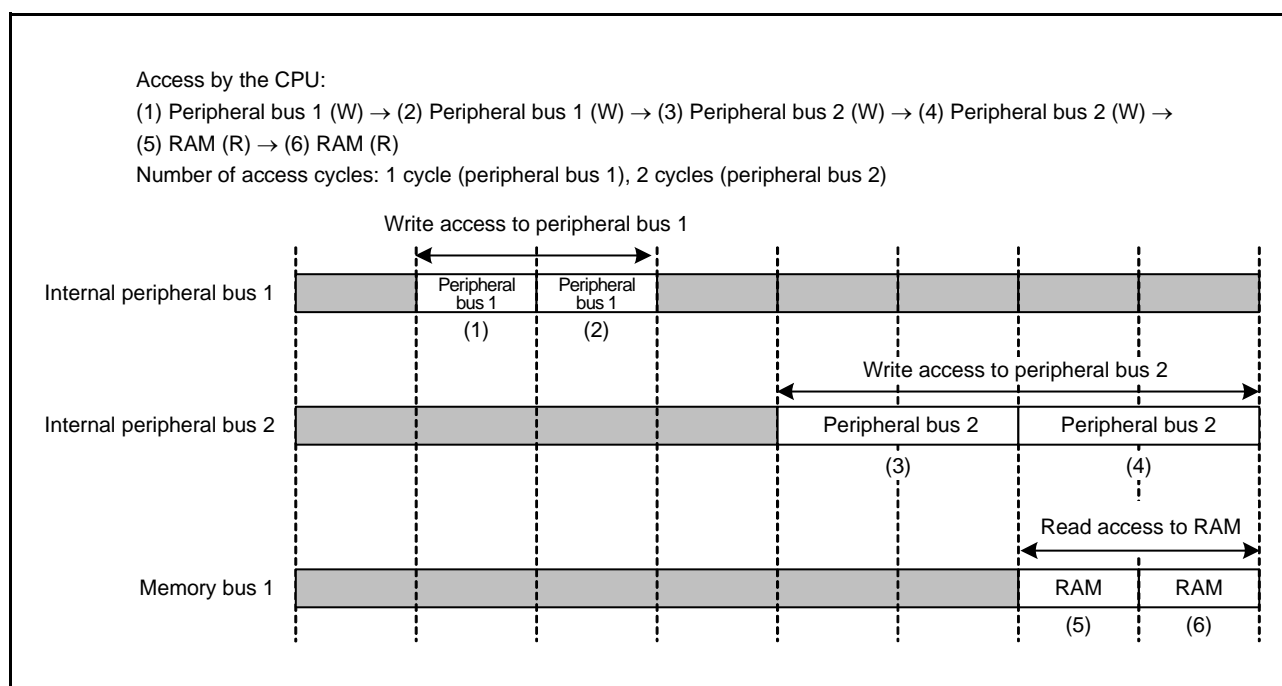 Access by the CPU:
(1) Peripheral bus 1 (W) → (2) Peripheral bus 1 (W) → (3) Peripheral bus 2 (W) → (4) Peripheral bus 2 (W) →
(5) RAM (R) → (6) RAM (R)
Number of access cycles: 1 cycle (peripheral bus 1), 2 cycles (peripheral bus 2)
Write access to peripheral bus 1
Internal peripheral bus 1
Peripheral
bus 1
Peripheral
bus 1
(1)
(2)
Write access to peripheral bus 2
Internal peripheral bus 2
Peripheral bus 2
Peripheral bus 2
(3)
(4)
Read access to RAM
Memory bus 1
RAM
RAM
(5)
(6)